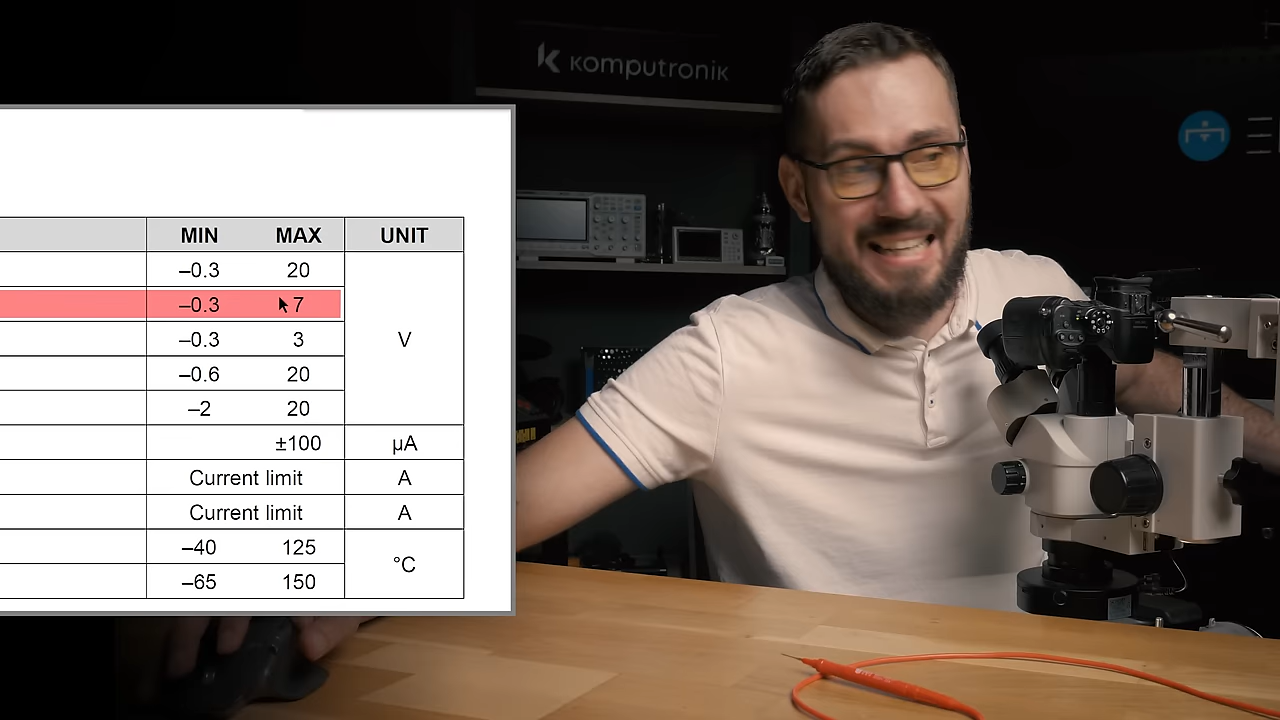 komputronik
MIN MAX UNIT
–0.3 20
–0.3 7
–0.3 3 V
–0.6 20
–2 20
±100 µA
Current limit A
Current limit A
–40 125
°C
–65 150